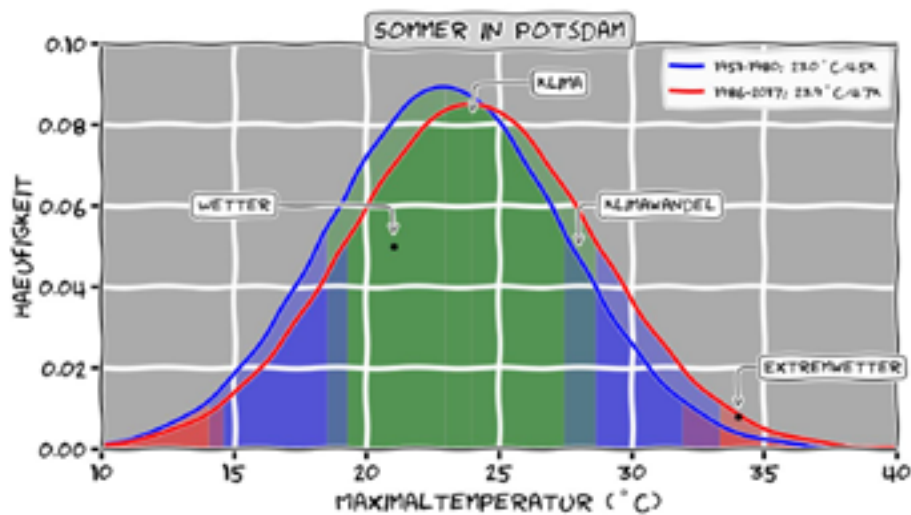 SOMMER IN POTSDAM
0.10
0.08
0.06
0.04
0.02
0.00
HAEUFIGKEIT
KLIMA
WETTER
KLIMAWANDEL
EXTREMWETTER
10 15 20 25 30 35 40
MAXIMALTEMPERATUR (°C)